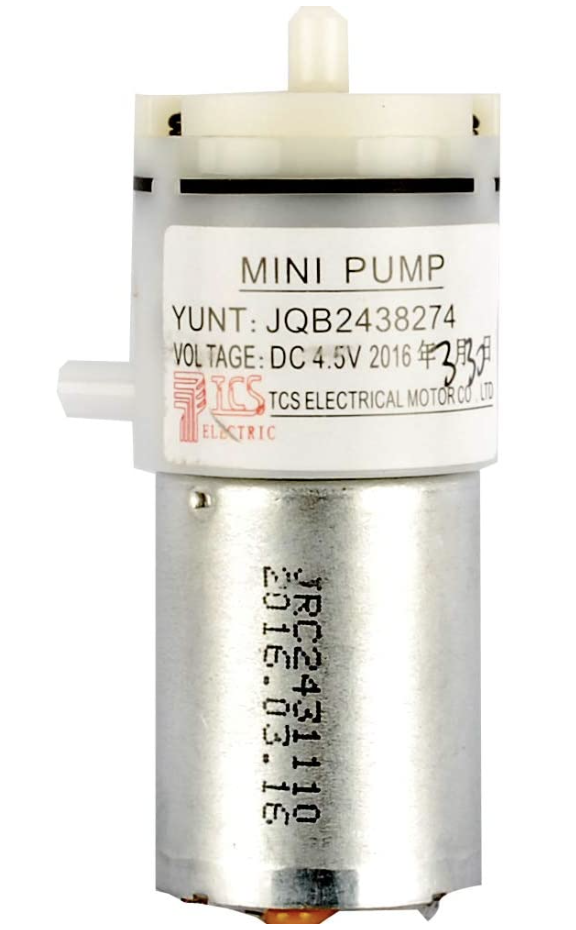 MINI PUMP
YUNT: JQB2438274
VOLTAGE: DC 4.5V 2016 年3月30日
TCS
TCS ELECTRICAL MOTOR CO . LTD
ELECTRIC
JRC2431110
2016.03.16